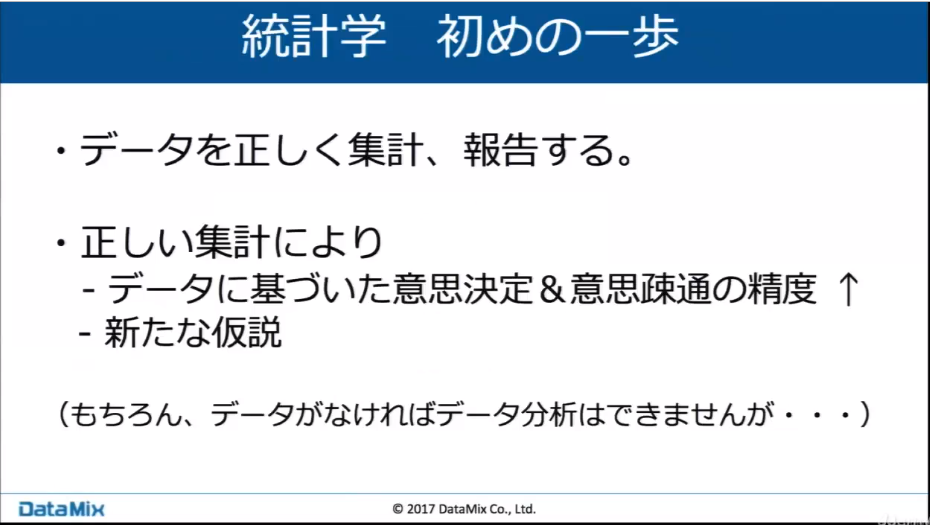 統計学　初めの一歩
・データを正しく集計、報告する。
・正しい集計により
- データに基づいた意思決定＆意思疎通の精度 ↑
- 新たな仮説
（もちろん、データがなければデータ分析はできませんが・・・）
DataMix
© 2017 DataMix Co., Ltd.